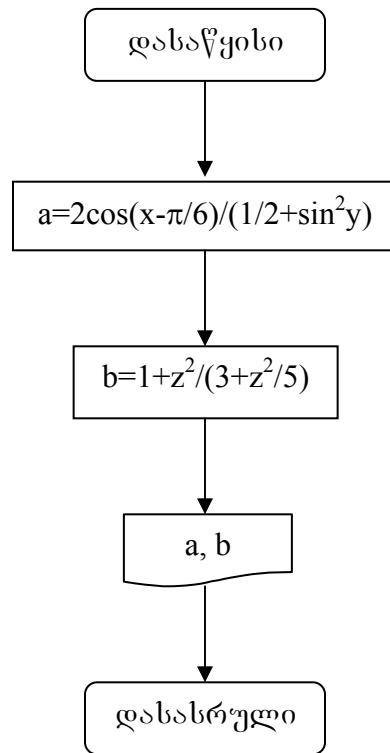 დასაწყისი
a=2cos(x-π/6)/(1/2+sin²y)
b=1+z²/(3+z²/5)
a, b
დასასრული